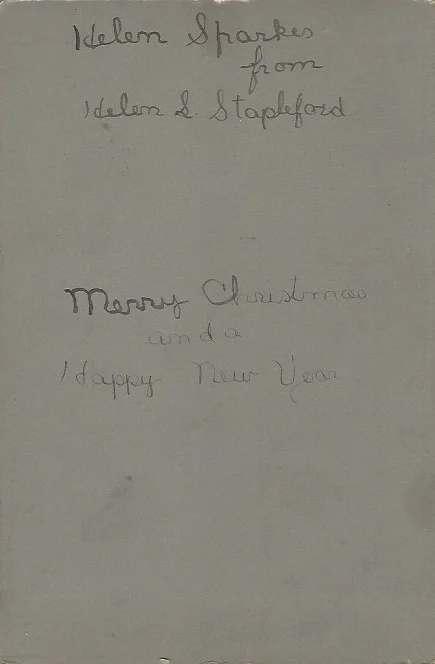 Helen Sparkes
from
Helen L. Stapleford
Merry Christmas
and a
Happy New Year